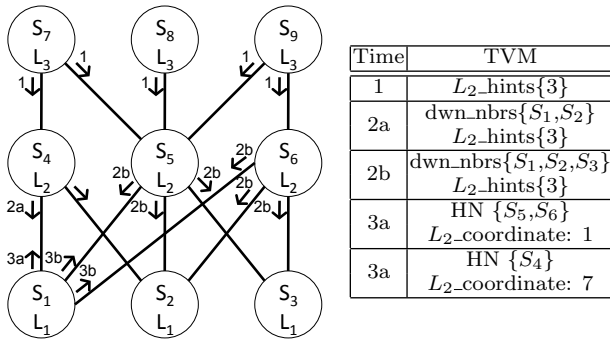 S7 S8 S9
L3 L3 L3
1 1 1 1 1
S4 S5 S6
L2 L2 L2
2b
2b 2b 2b
2a 2b 2b
3a 3b 3b
S1 S2 S3
L1 L1 L1
Time TVM
1 L2_hints{3}
2a dwn_nbrs{S1,S2}
L2_hints{3}
2b dwn_nbrs{S1,S2,S3}
L2_hints{3}
3a HN {S5,S6}
L2_coordinate: 1
3a HN {S4}
L2_coordinate: 7